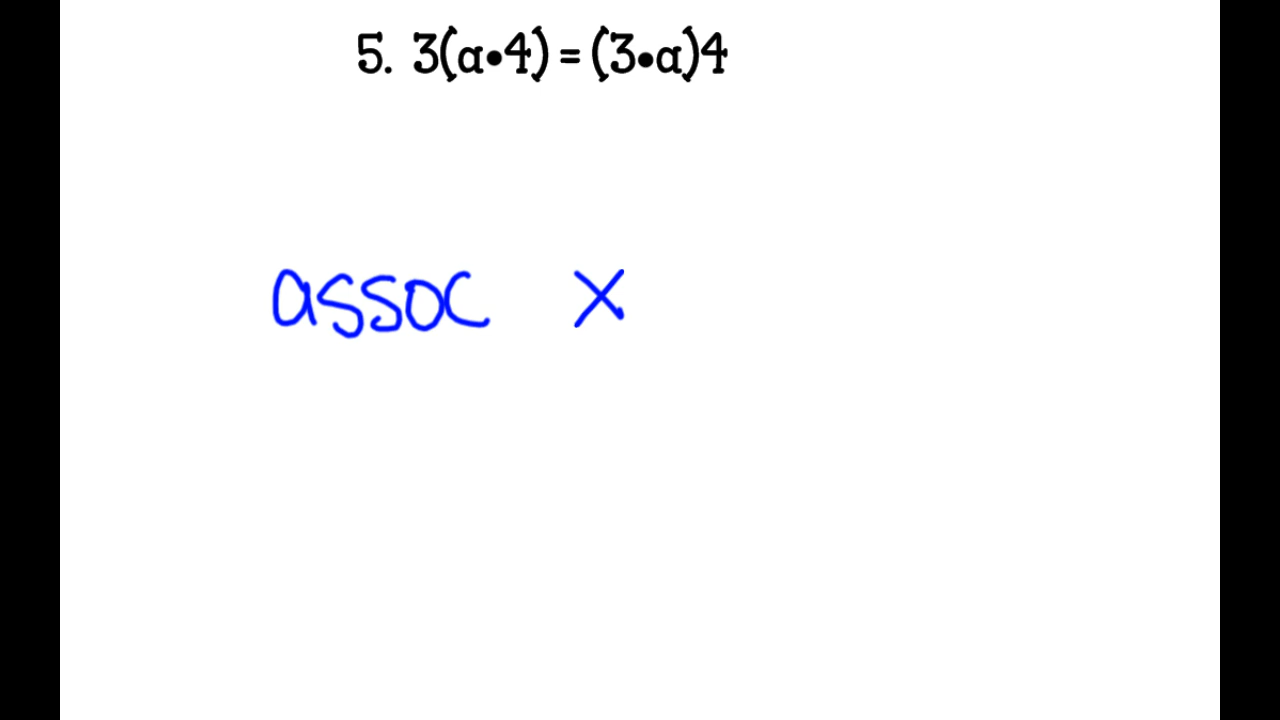 5. 3(a•4) = (3•a)4
assoc x